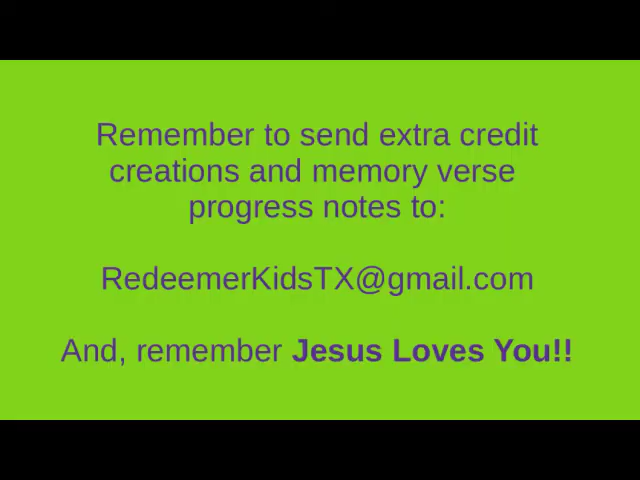 Remember to send extra credit
creations and memory verse
progress notes to:
RedeemerKidsTX@gmail.com
And, remember Jesus Loves You!!